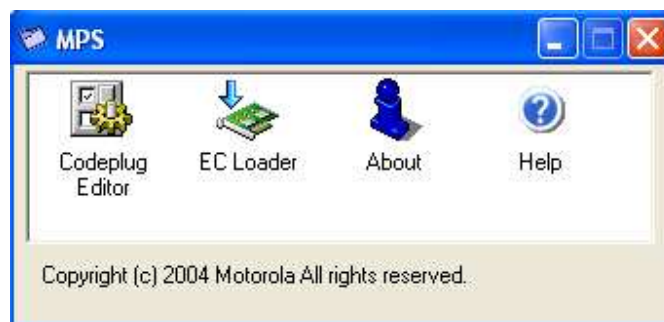 MPS
Codeplug Editor
EC Loader
About
Help
Copyright (c) 2004 Motorola All rights reserved.